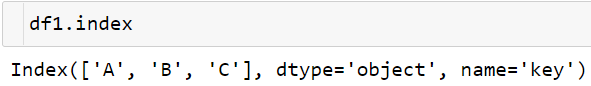 df1.index
Index(['A', 'B', 'C'], dtype='object', name='key')